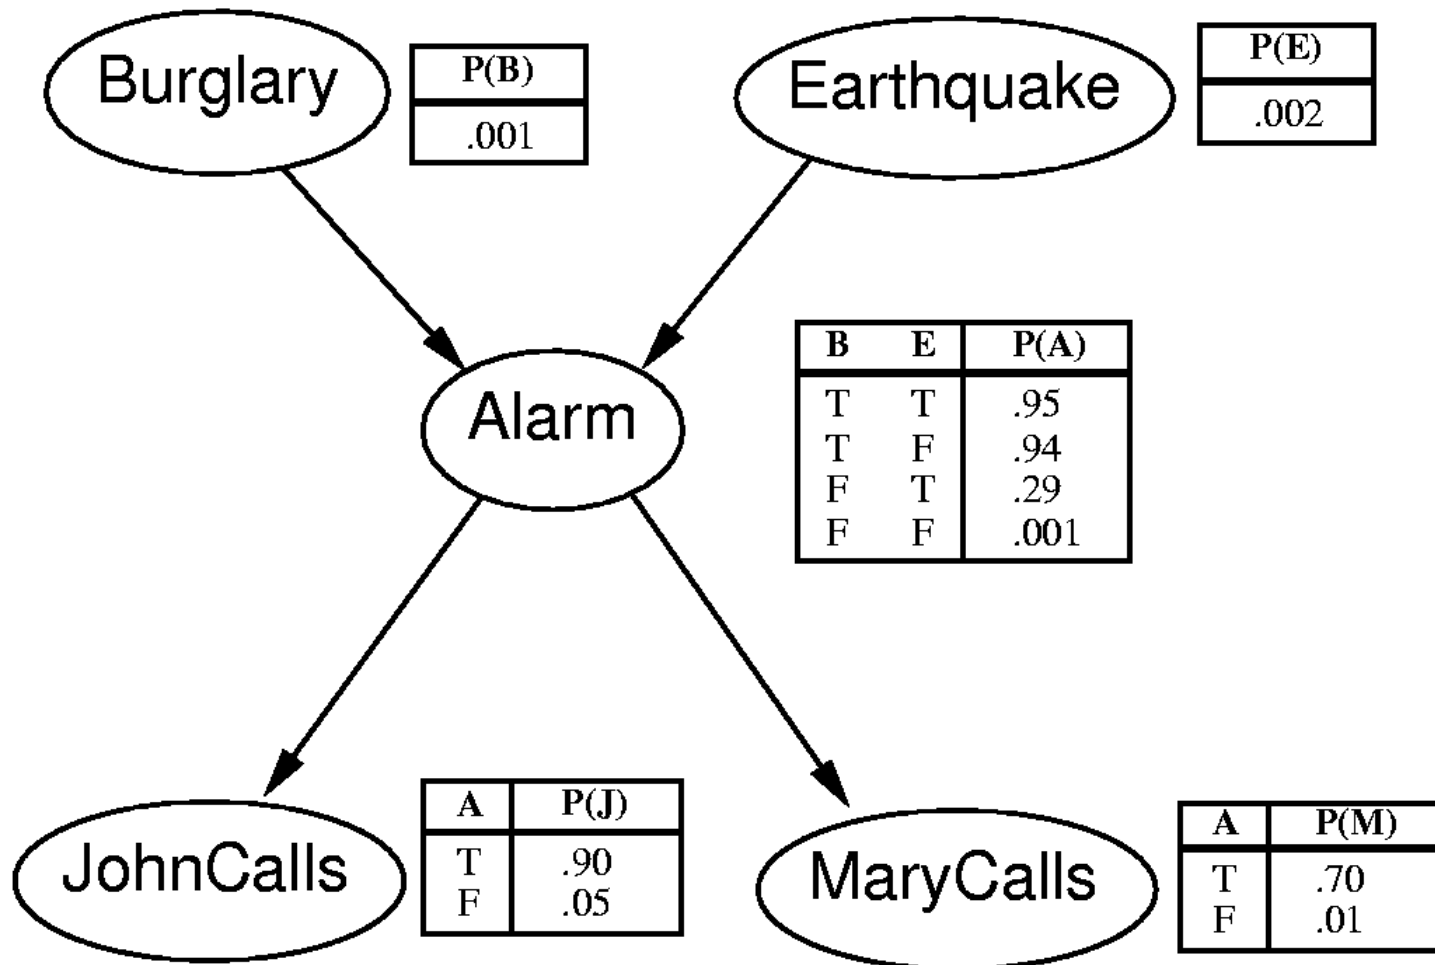 Burglary
P(B)
.001
Earthquake
P(E)
.002
Alarm
B E P(A)
T T .95
T F .94
F T .29
F F .001
JohnCalls
A P(J)
T .90
F .05
MaryCalls
A P(M)
T .70
F .01